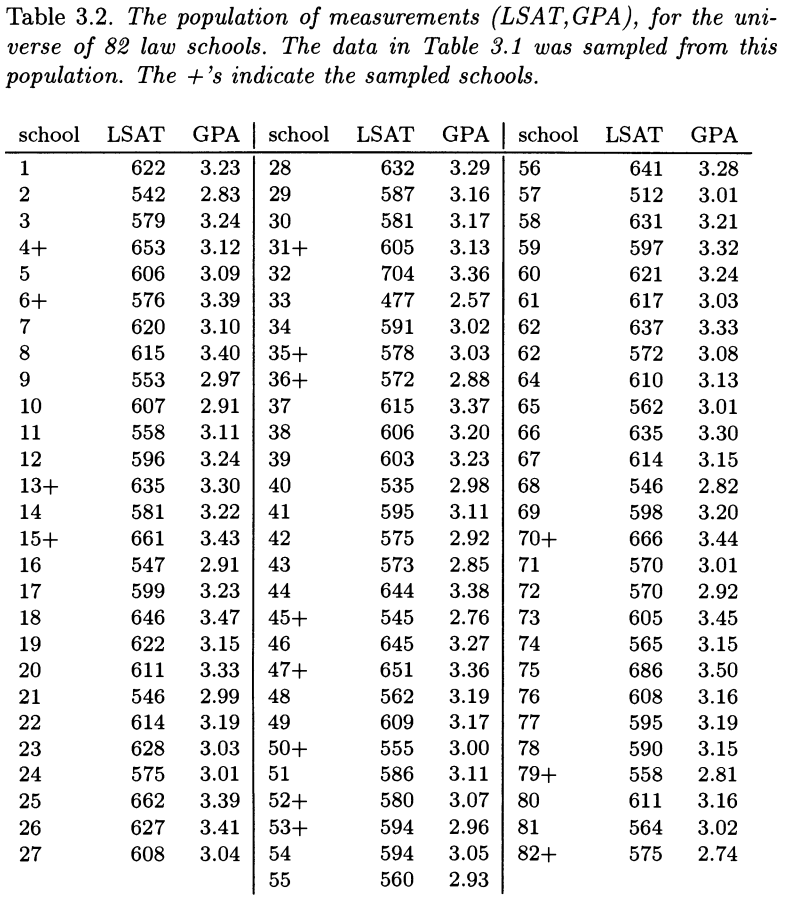 Table 3.2. The population of measurements (LSAT,GPA), for the uni-
verse of 82 law schools. The data in Table 3.1 was sampled from this
population. The +'s indicate the sampled schools.
school LSAT GPA school LSAT GPA school LSAT GPA
1 622 3.23 28 632 3.29 56 641 3.28
2 542 2.83 29 587 3.16 57 512 3.01
3 579 3.24 30 581 3.17 58 631 3.21
4+ 653 3.12 31+ 605 3.13 59 597 3.32
5 606 3.09 32 704 3.36 60 621 3.24
6+ 576 3.39 33 477 2.57 61 617 3.03
7 620 3.10 34 591 3.02 62 637 3.33
8 615 3.40 35+ 578 3.03 62 572 3.08
9 553 2.97 36+ 572 2.88 64 610 3.13
10 607 2.91 37 615 3.37 65 562 3.01
11 558 3.11 38 606 3.20 66 635 3.30
12 596 3.24 39 603 3.23 67 614 3.15
13+ 635 3.30 40 535 2.98 68 546 2.82
14 581 3.22 41 595 3.11 69 598 3.20
15+ 661 3.43 42 575 2.92 70+ 666 3.44
16 547 2.91 43 573 2.85 71 570 3.01
17 599 3.23 44 644 3.38 72 570 2.92
18 646 3.47 45+ 545 2.76 73 605 3.45
19 622 3.15 46 645 3.27 74 565 3.15
20 611 3.33 47+ 651 3.36 75 686 3.50
21 546 2.99 48 562 3.19 76 608 3.16
22 614 3.19 49 609 3.17 77 595 3.19
23 628 3.03 50+ 555 3.00 78 590 3.15
24 575 3.01 51 586 3.11 79+ 558 2.81
25 662 3.39 52+ 580 3.07 80 611 3.16
26 627 3.41 53+ 594 2.96 81 564 3.02
27 608 3.04 54 594 3.05 82+ 575 2.74
55 560 2.93